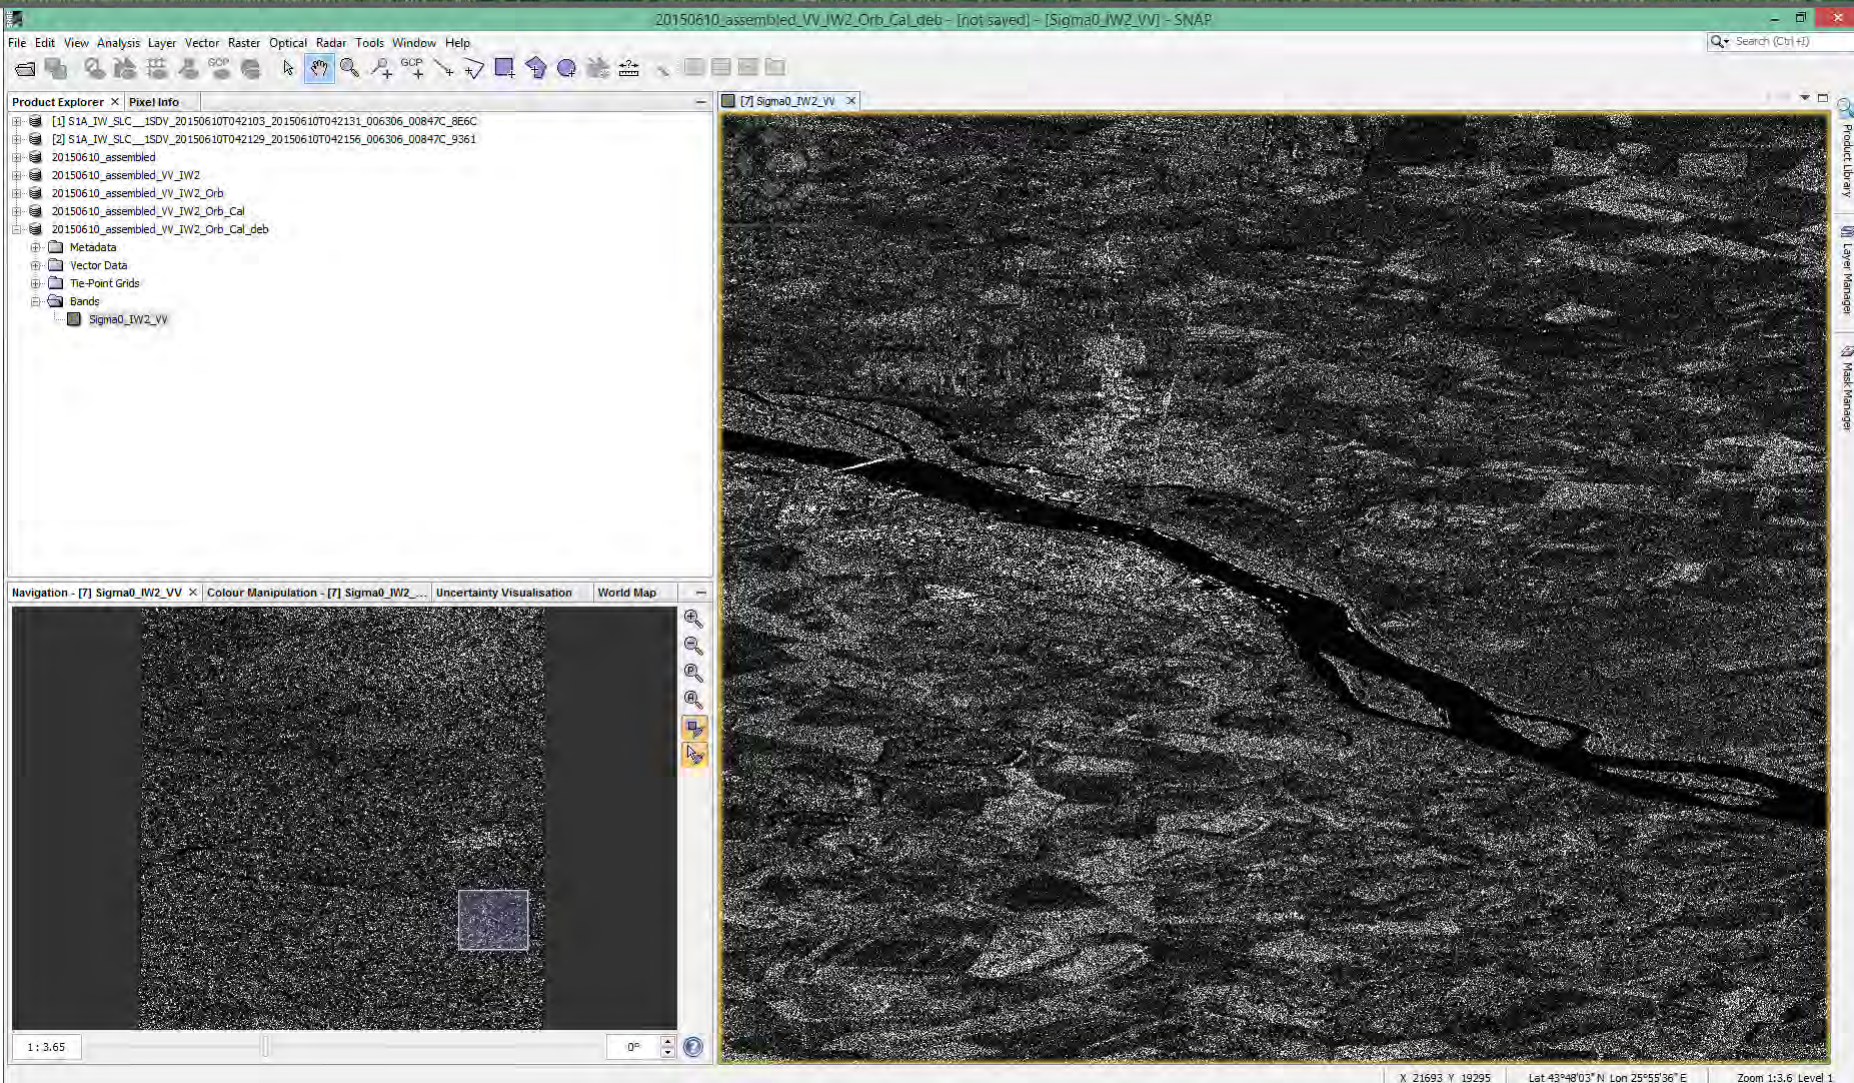 20150610_assembled_VV_IW2_Orb_Cal_deb - [not saved] - [Sigma0_IW2_VV] - SNAP
File Edit View Analysis Layer Vector Raster Optical Radar Tools Window Help
Search (Ctrl+I)
GCP GCP
Product Explorer Pixel Info
[7] Sigma0_IW2_VV
[1] S1A_IW_SLC__1SDV_20150610T042103_20150610T042131_006306_00847C_8E6C
[2] S1A_IW_SLC__1SDV_20150610T042129_20150610T042156_006306_00847C_9361
20150610_assembled
20150610_assembled_VV_IW2
20150610_assembled_VV_IW2_Orb
20150610_assembled_VV_IW2_Orb_Cal
20150610_assembled_VV_IW2_Orb_Cal_deb
Metadata
Vector Data
Tie-Point Grids
Bands
Sigma0_IW2_VV
Product Library
Layer Manager
Mask Manager
Navigation - [7] Sigma0_IW2_VV Colour Manipulation - [7] Sigma0_IW2_... Uncertainty Visualisation World Map
1 : 3.65
0°
X 21693 Y 19295 Lat 43°48'03" N Lon 25°55'36" E Zoom 1:3.6 Level 1